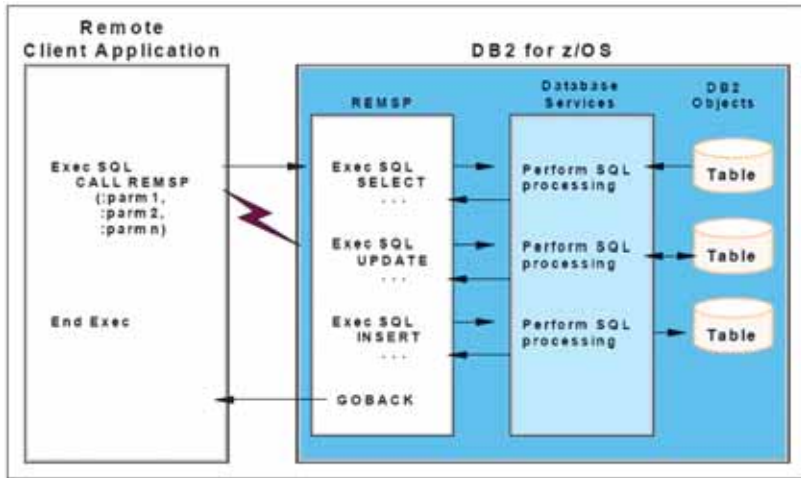 Remote
Client Application
DB2 for z/OS
REMSP
Database
Services
DB2
Objects
Exec SQL
CALL REMSP
(:parm1,
:parm2,
:parmn)
End Exec
Exec SQL
SELECT
...
Exec SQL
UPDATE
...
Exec SQL
INSERT
...
GOBACK
Perform SQL
processing
Perform SQL
processing
Perform SQL
processing
Table
Table
Table